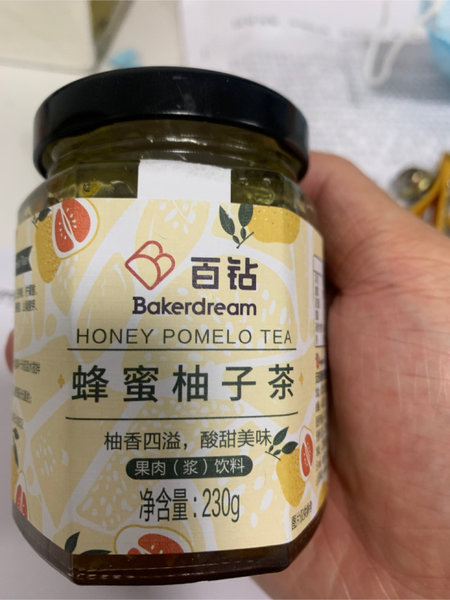 百钻
Bakerdream
HONEY POMELO TEA
蜂蜜柚子茶
柚香四溢，酸甜美味
果肉（浆）饮料
净含量:230g